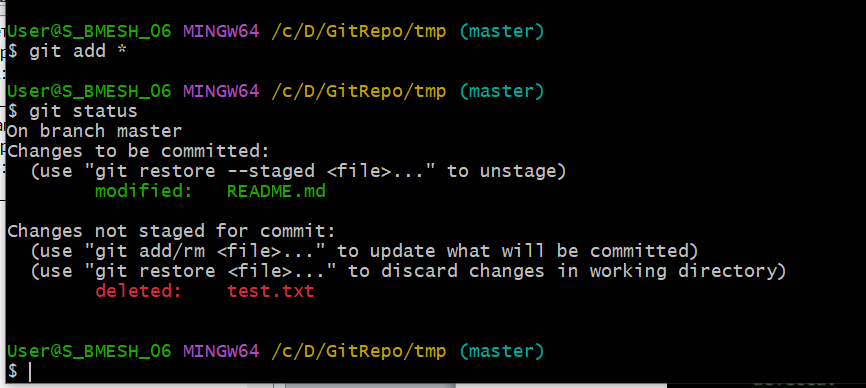 User@S_BMESH_06 MINGW64 /c/D/GitRepo/tmp (master)
$ git add *
User@S_BMESH_06 MINGW64 /c/D/GitRepo/tmp (master)
$ git status
On branch master
Changes to be committed:
  (use "git restore --staged <file>..." to unstage)
        modified:   README.md
Changes not staged for commit:
  (use "git add/rm <file>..." to update what will be committed)
  (use "git restore <file>..." to discard changes in working directory)
        deleted:    test.txt
User@S_BMESH_06 MINGW64 /c/D/GitRepo/tmp (master)
$